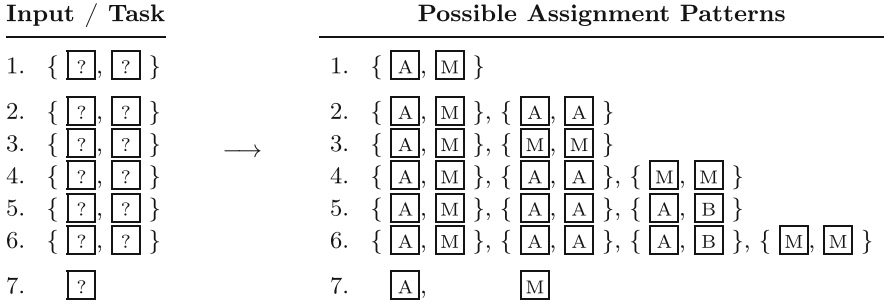 Input / Task Possible Assignment Patterns
1. { ?, ? } 1. { A, M }
2. { ?, ? } 2. { A, M }, { A, A }
3. { ?, ? } → 3. { A, M }, { M, M }
4. { ?, ? } 4. { A, M }, { A, A }, { M, M }
5. { ?, ? } 5. { A, M }, { A, A }, { A, B }
6. { ?, ? } 6. { A, M }, { A, A }, { A, B }, { M, M }
7. ? 7. A, M